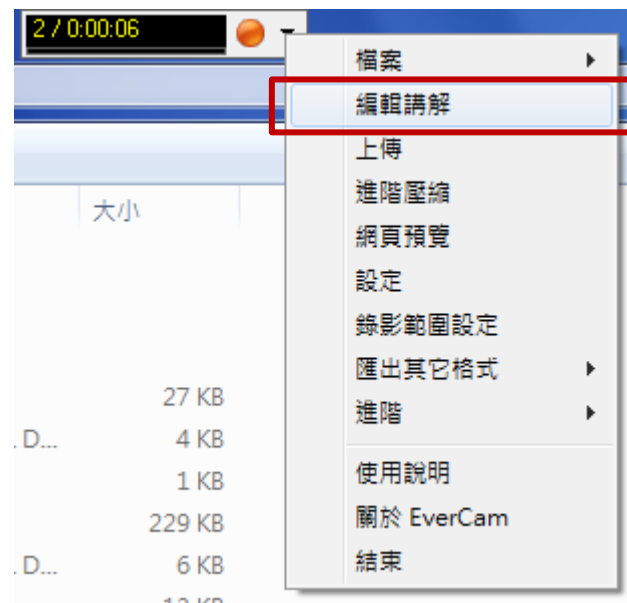 2 / 0:00:06
檔案
編輯講解
上傳
進階壓縮
網頁預覽
設定
錄影範圍設定
匯出其它格式
進階
使用說明
關於 EverCam
結束
大小
27 KB
. D... 4 KB
1 KB
229 KB
. D... 6 KB